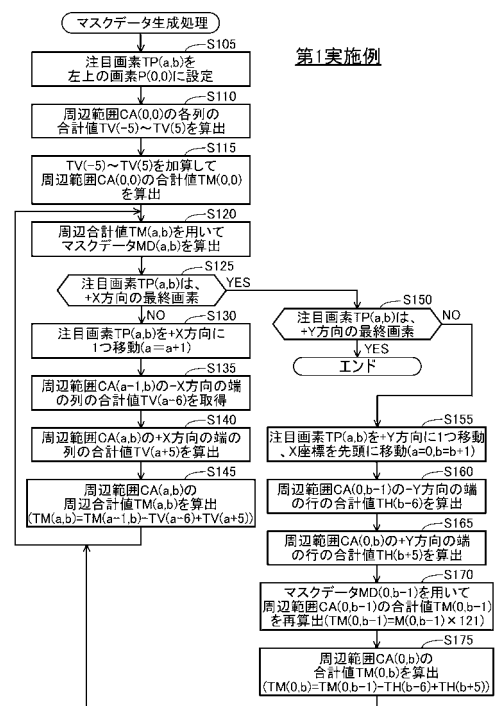 マスクデータ生成処理
第1実施例
S105
注目画素TP(a,b)を
左上の画素P(0,0)に設定
S110
周辺範囲CA(0,0)の各列の
合計値TV(-5)～TV(5)を算出
S115
TV(-5)～TV(5)を加算して
周辺範囲CA(0,0)の合計値TM(0,0)
を算出
S120
周辺合計値TM(a,b)を用いて
マスクデータMD(a,b)を算出
S125
注目画素TP(a,b)は、
+X方向の最終画素
YES
NO
S130
注目画素TP(a,b)を+X方向に
1つ移動(a=a+1)
S135
周辺範囲CA(a-1,b)の-X方向の端
の列の合計値TV(a-6)を取得
S140
周辺範囲CA(a,b)の+X方向の端の
列の合計値TV(a+5)を算出
S145
周辺範囲CA(a,b)の
周辺合計値TM(a,b)を算出
(TM(a,b)=TM(a-1,b)-TV(a-6)+TV(a+5))
S150
注目画素TP(a,b)は、
+Y方向の最終画素
NO
YES
エンド
S155
注目画素TP(a,b)を+Y方向に1つ移動
、X座標を先頭に移動(a=0,b=b+1)
S160
周辺範囲CA(0,b-1)の-Y方向の端
の行の合計値TH(b-6)を算出
S165
周辺範囲CA(0,b)の+Y方向の端
の行の合計値TH(b+5)を算出
S170
マスクデータMD(0,b-1)を用いて
周辺範囲CA(0,b-1)の合計値TM(0,b-1)
を再算出(TM(0,b-1)=M(0,b-1)×121)
S175
周辺範囲CA(0,b)の
合計値TM(0,b)を算出
(TM(0,b)=TM(0,b-1)-TH(b-6)+TH(b+5))